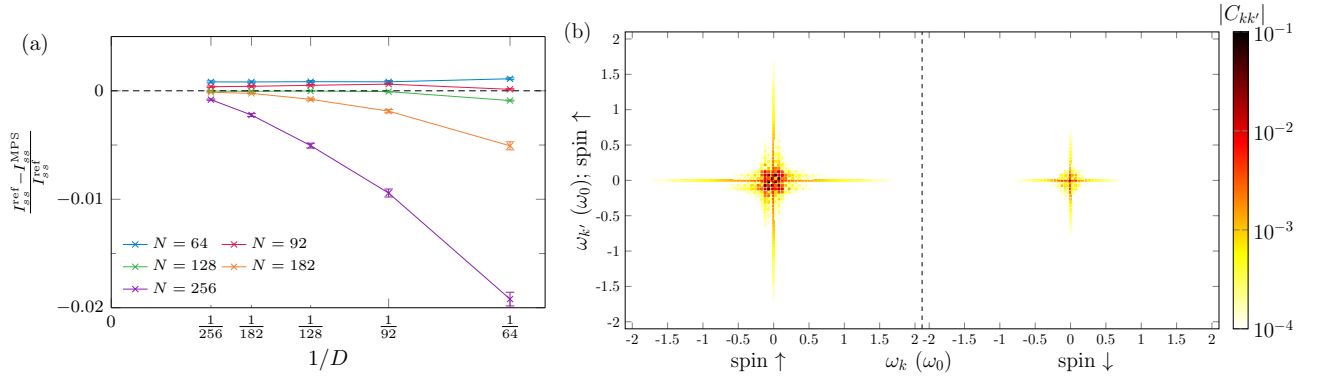 (a)
0
−0.01
−0.02
(I_{ss}^{ref} − I_{ss}^{MPS}) / I_{ss}^{ref}
N = 64
N = 92
N = 128
N = 182
N = 256
0 1/256 1/182 1/128 1/92 1/64
1/D
(b)
|C_{kk′}|
2
1.5
1
0.5
0
-0.5
-1
-1.5
-2
ω_{k′} (ω_0); spin ↑
-2 -1.5 -1 -0.5 0 0.5 1 1.5 2 -2 -1.5 -1 -0.5 0 0.5 1 1.5 2
spin ↑ ω_k (ω_0) spin ↓
10^{−1}
10^{−2}
10^{−3}
10^{−4}